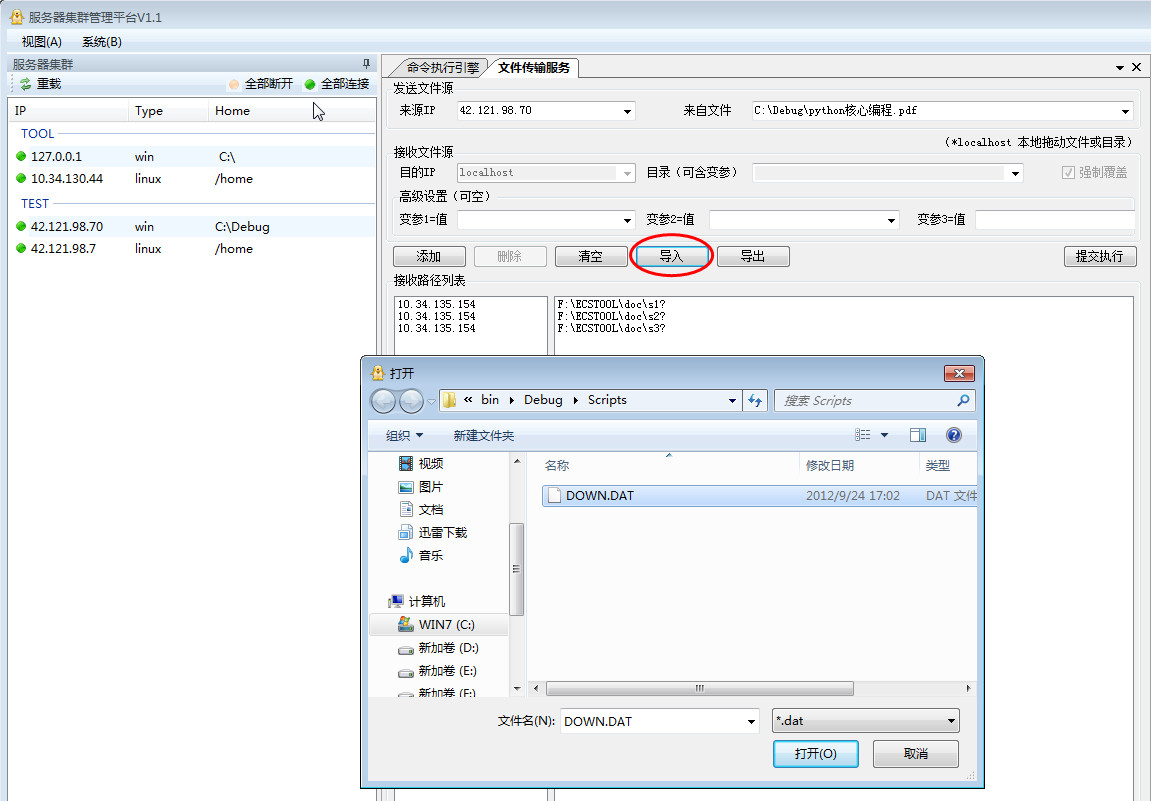 服务器集群管理平台V1.1
视图(A) 系统(B)
服务器集群
重载 全部断开 全部连接
IP Type Home
TOOL
127.0.0.1 win C:\
10.34.130.44 linux /home
TEST
42.121.98.70 win C:\Debug
42.121.98.7 linux /home
命令执行引擎 文件传输服务
发送文件源
来源IP 42.121.98.70 来自文件 C:\Debug\python核心编程.pdf
(*localhost 本地拖动文件或目录)
接收文件源
目的IP localhost 目录（可含变参） 强制覆盖
高级设置（可空）
变参1=值 变参2=值 变参3=值
添加 删除 清空 导入 导出 提交执行
接收路径列表
10.34.135.154 F:\ECSTOOL\doc\s1?
10.34.135.154 F:\ECSTOOL\doc\s2?
10.34.135.154 F:\ECSTOOL\doc\s3?
打开
« bin Debug Scripts 搜索 Scripts
组织 新建文件夹
视频
图片
文档
迅雷下载
音乐
计算机
WIN7 (C:)
新加卷 (D:)
新加卷 (E:)
新加卷 (F:)
名称 修改日期 类型
DOWN.DAT 2012/9/24 17:02 DAT 文件
文件名(N): DOWN.DAT *.dat
打开(O) 取消